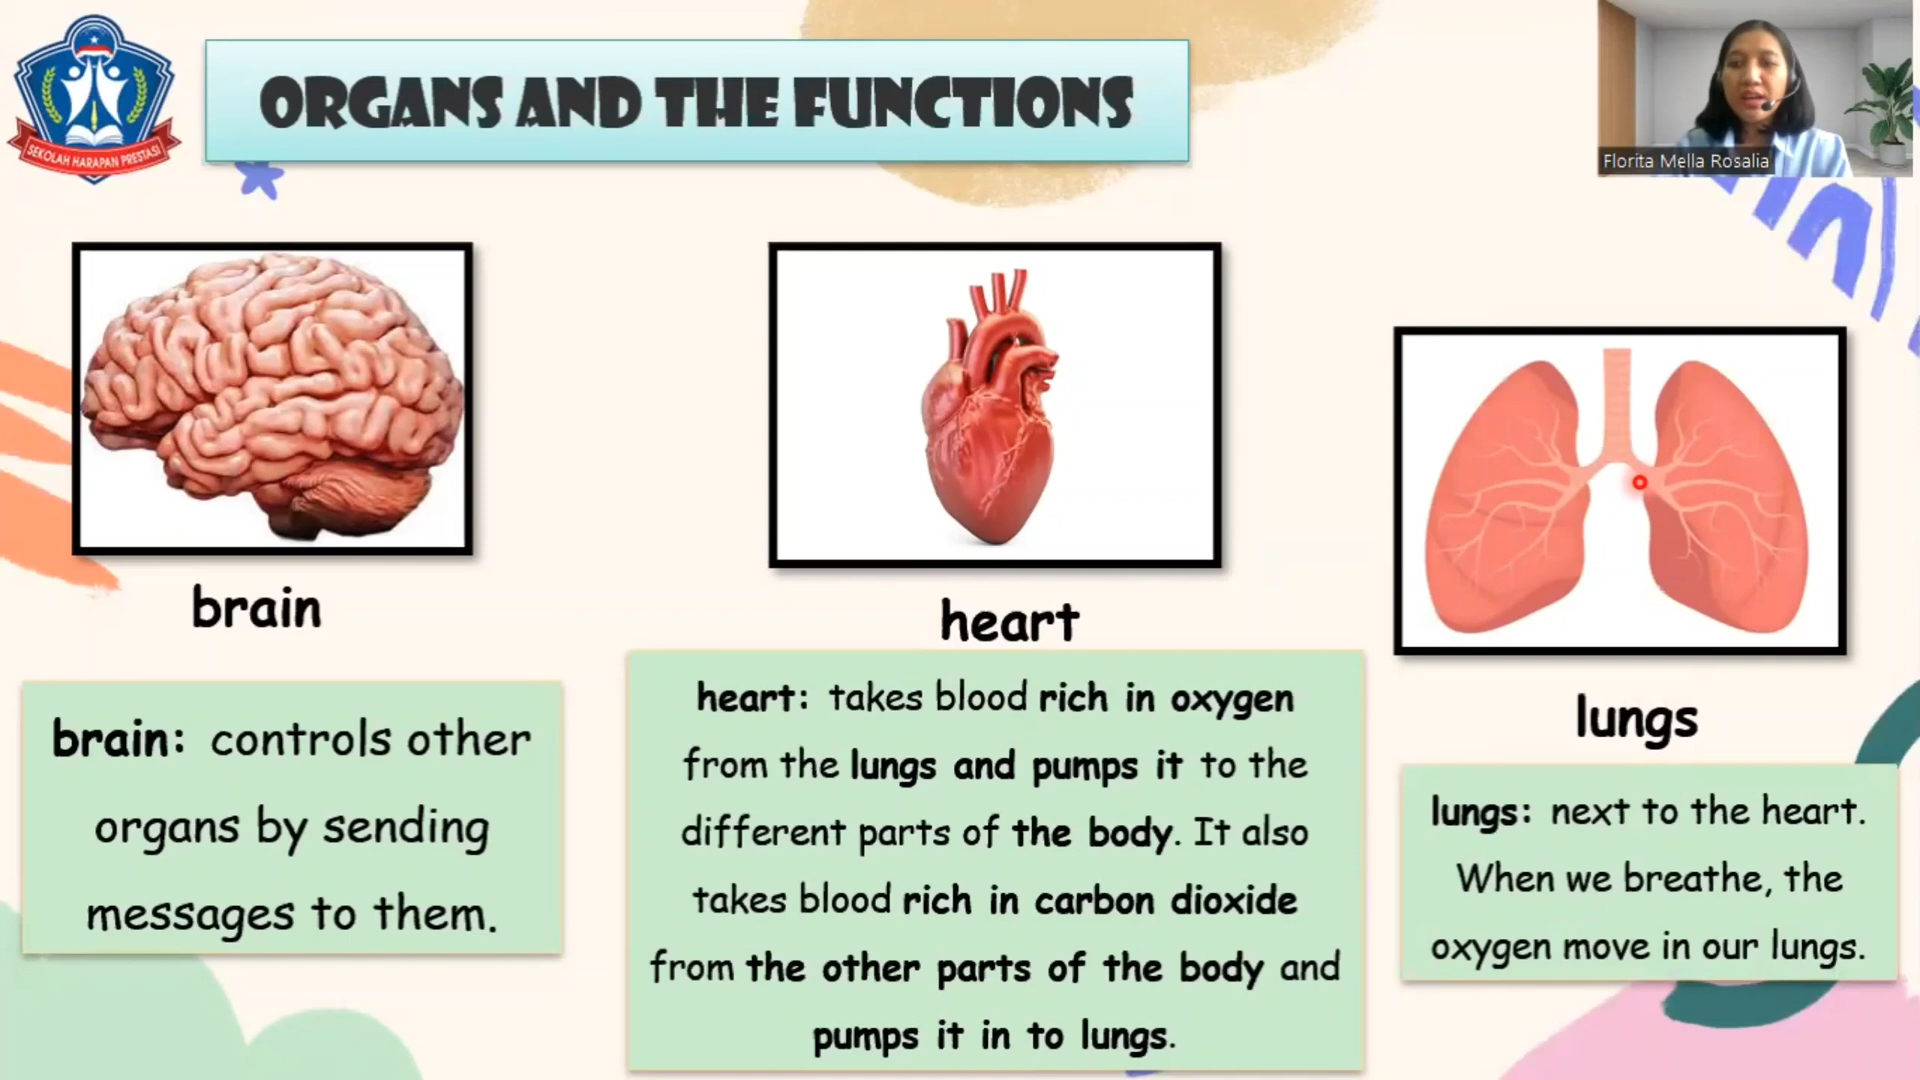 SEKOLAH HARAPAN PRESTASI
ORGANS AND THE FUNCTIONS
Florita Mella Rosalia
brain
brain: controls other
organs by sending
messages to them.
heart
heart: takes blood rich in oxygen
from the lungs and pumps it to the
different parts of the body. It also
takes blood rich in carbon dioxide
from the other parts of the body and
pumps it in to lungs.
lungs
lungs: next to the heart.
When we breathe, the
oxygen move in our lungs.